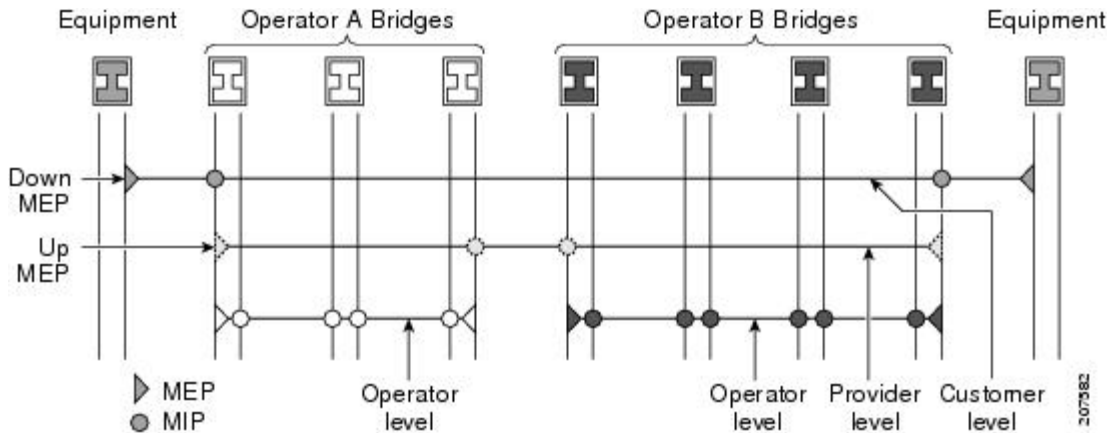 Equipment
Operator A Bridges
Operator B Bridges
Equipment
Down
MEP
Up
MEP
MEP
MIP
Operator
level
Operator
level
Provider
level
Customer
level
207582